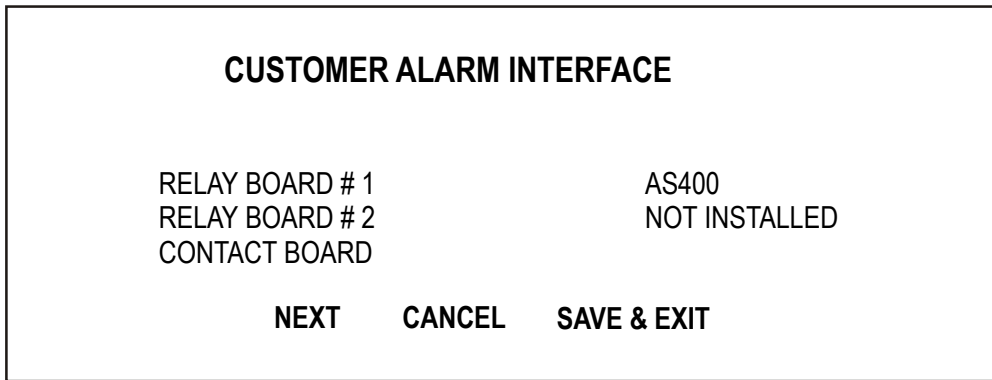 CUSTOMER ALARM INTERFACE
RELAY BOARD # 1 AS400
RELAY BOARD # 2 NOT INSTALLED
CONTACT BOARD
NEXT CANCEL SAVE & EXIT